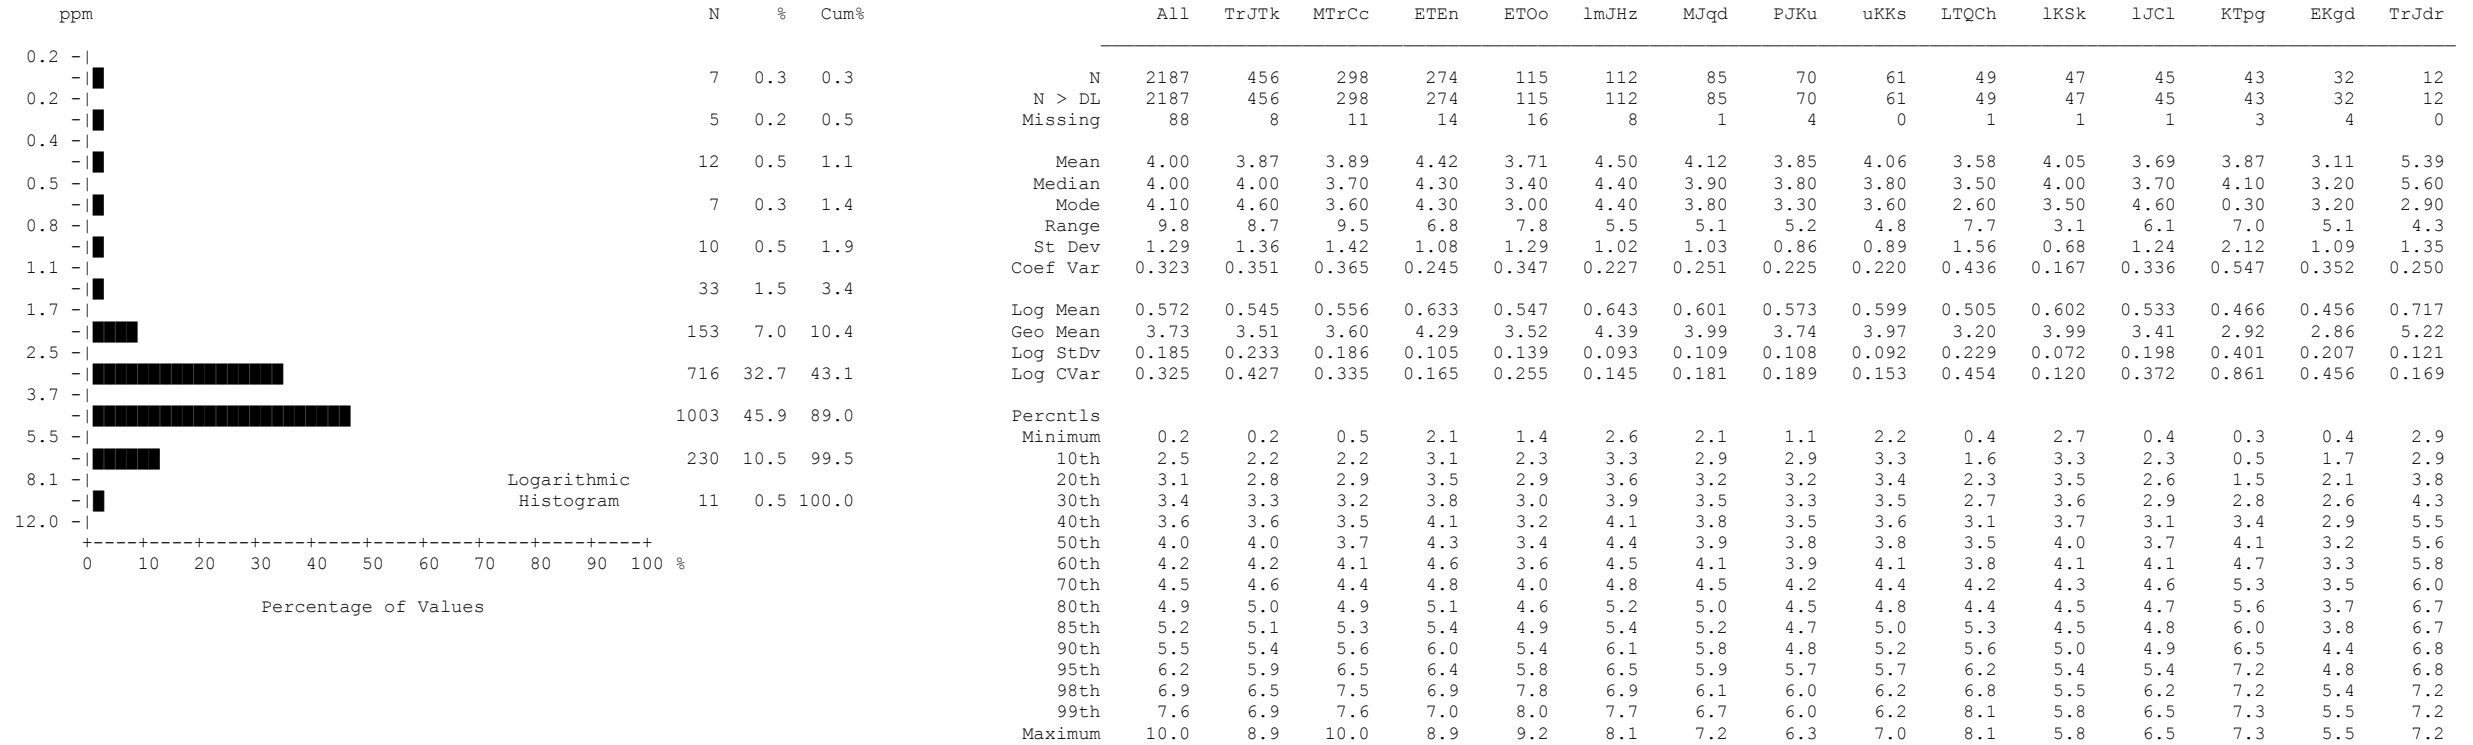 ppm N % Cum% All TrJTk MTrCc ETEn ETOo lmJHz MJqd PJKu uKKs LTQCh lKSk lJCl KTpg EKgd TrJdr
0.2 -|
-| 7 0.3 0.3 N 2187 456 298 274 115 112 85 70 61 49 47 45 43 32 12
0.2 -| N > DL 2187 456 298 274 115 112 85 70 61 49 47 45 43 32 12
-| 5 0.2 0.5 Missing 88 8 11 14 16 8 1 4 0 1 1 1 3 4 0
0.4 -|
-| 12 0.5 1.1 Mean 4.00 3.87 3.89 4.42 3.71 4.50 4.12 3.85 4.06 3.58 4.05 3.69 3.87 3.11 5.39
0.5 -| Median 4.00 4.00 3.70 4.30 3.40 4.40 3.90 3.80 3.80 3.50 4.00 3.70 4.10 3.20 5.60
-| 7 0.3 1.4 Mode 4.10 4.60 3.60 4.30 3.00 4.40 3.80 3.30 3.60 2.60 3.50 4.60 0.30 3.20 2.90
0.8 -| Range 9.8 8.7 9.5 6.8 7.8 5.5 5.1 5.2 4.8 7.7 3.1 6.1 7.0 5.1 4.3
-| 10 0.5 1.9 St Dev 1.29 1.36 1.42 1.08 1.29 1.02 1.03 0.86 0.89 1.56 0.68 1.24 2.12 1.09 1.35
1.1 -| Coef Var 0.323 0.351 0.365 0.245 0.347 0.227 0.251 0.225 0.220 0.436 0.167 0.336 0.547 0.352 0.250
-| 33 1.5 3.4
1.7 -| Log Mean 0.572 0.545 0.556 0.633 0.547 0.643 0.601 0.573 0.599 0.505 0.602 0.533 0.466 0.456 0.717
-| 153 7.0 10.4 Geo Mean 3.73 3.51 3.60 4.29 3.52 4.39 3.99 3.74 3.97 3.20 3.99 3.41 2.92 2.86 5.22
2.5 -| Log StDv 0.185 0.233 0.186 0.105 0.139 0.093 0.109 0.108 0.092 0.229 0.072 0.198 0.401 0.207 0.121
-| 716 32.7 43.1 Log CVar 0.325 0.427 0.335 0.165 0.255 0.145 0.181 0.189 0.153 0.454 0.120 0.372 0.861 0.456 0.169
3.7 -|
-| 1003 45.9 89.0 Percntls
5.5 -| Minimum 0.2 0.2 0.5 2.1 1.4 2.6 2.1 1.1 2.2 0.4 2.7 0.4 0.3 0.4 2.9
-| 230 10.5 99.5 10th 2.5 2.2 2.2 3.1 2.3 3.3 2.9 2.9 3.3 1.6 3.3 2.3 0.5 1.7 2.9
8.1 -| Logarithmic 20th 3.1 2.8 2.9 3.5 2.9 3.6 3.2 3.2 3.4 2.3 3.5 2.6 1.5 2.1 3.8
-| Histogram 11 0.5 100.0 30th 3.4 3.3 3.2 3.8 3.0 3.9 3.5 3.3 3.5 2.7 3.6 2.9 2.8 2.6 4.3
12.0 -| 40th 3.6 3.6 3.5 4.1 3.2 4.1 3.8 3.5 3.6 3.1 3.7 3.1 3.4 2.9 5.5
+----+----+----+----+----+----+----+----+----+----+ 50th 4.0 4.0 3.7 4.3 3.4 4.4 3.9 3.8 3.8 3.5 4.0 3.7 4.1 3.2 5.6
0 10 20 30 40 50 60 70 80 90 100 % 60th 4.2 4.2 4.1 4.6 3.6 4.5 4.1 3.9 4.1 3.8 4.1 4.1 4.7 3.3 5.8
70th 4.5 4.6 4.4 4.8 4.0 4.8 4.5 4.2 4.4 4.2 4.3 4.6 5.3 3.5 6.0
Percentage of Values 80th 4.9 5.0 4.9 5.1 4.6 5.2 5.0 4.5 4.8 4.4 4.5 4.7 5.6 3.7 6.7
85th 5.2 5.1 5.3 5.4 4.9 5.4 5.2 4.7 5.0 5.3 4.5 4.8 6.0 3.8 6.7
90th 5.5 5.4 5.6 6.0 5.4 6.1 5.8 4.8 5.2 5.6 5.0 4.9 6.5 4.4 6.8
95th 6.2 5.9 6.5 6.4 5.8 6.5 5.9 5.7 5.7 6.2 5.4 5.4 7.2 4.8 6.8
98th 6.9 6.5 7.5 6.9 7.8 6.9 6.1 6.0 6.2 6.8 5.5 6.2 7.2 5.4 7.2
99th 7.6 6.9 7.6 7.0 8.0 7.7 6.7 6.0 6.2 8.1 5.8 6.5 7.3 5.5 7.2
Maximum 10.0 8.9 10.0 8.9 9.2 8.1 7.2 6.3 7.0 8.1 5.8 6.5 7.3 5.5 7.2